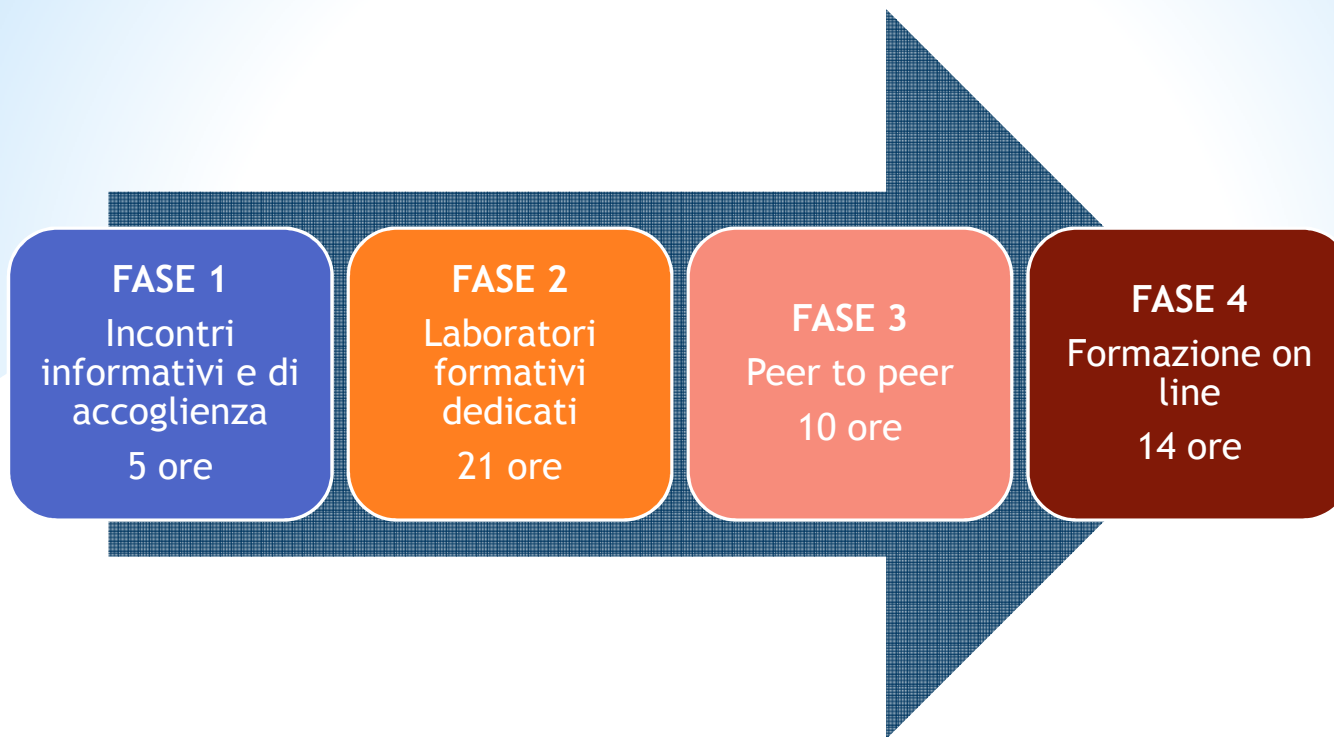 FASE 1
Incontri
informativi e di
accoglienza
5 ore
FASE 2
Laboratori
formativi
dedicati
21 ore
FASE 3
Peer to peer
10 ore
FASE 4
Formazione on
line
14 ore